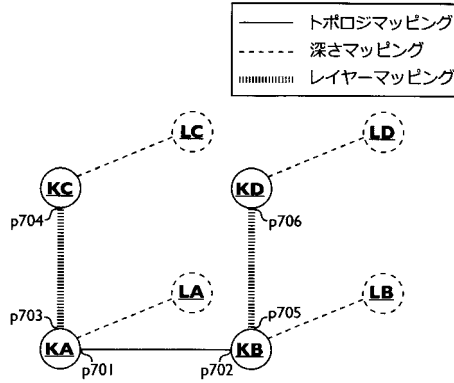 トポロジマッピング
深さマッピング
レイヤーマッピング
LC
LD
KC
KD
p704
p706
p703
LA
p705
LB
KA
p701
p702
KB